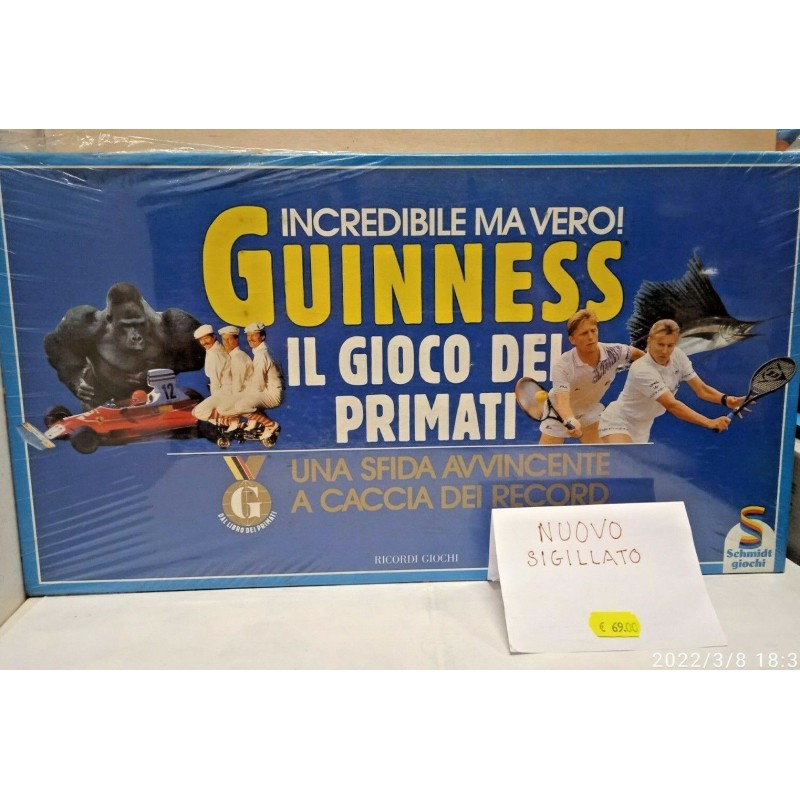 INCREDIBILE MA VERO!
GUINNESS
IL GIOCO DEI
PRIMATI
12
UNA SFIDA AVVINCENTE
A CACCIA DEI RECORD
G
DAL LIBRO DEI PRIMATI
RICORDI GIOCHI
NUOVO
SIGILLATO
€ 69.00
S
Schmidt
giochi
2022/3/8 18:3